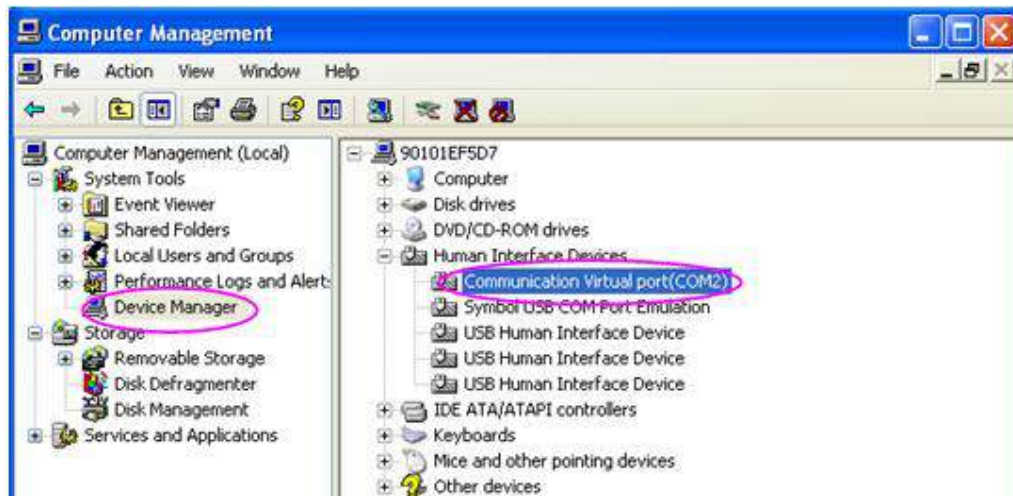 Computer Management
File Action View Window Help
Computer Management (Local)
System Tools
Event Viewer
Shared Folders
Local Users and Groups
Performance Logs and Alert:
Device Manager
Storage
Removable Storage
Disk Defragmenter
Disk Management
Services and Applications
90101EF5D7
Computer
Disk drives
DVD/CD-ROM drives
Human Interface Devices
Communication Virtual port(COM2)
Symbol USB COM Port Emulation
USB Human Interface Device
USB Human Interface Device
USB Human Interface Device
IDE ATA/ATAPI controllers
Keyboards
Mice and other pointing devices
Other devices